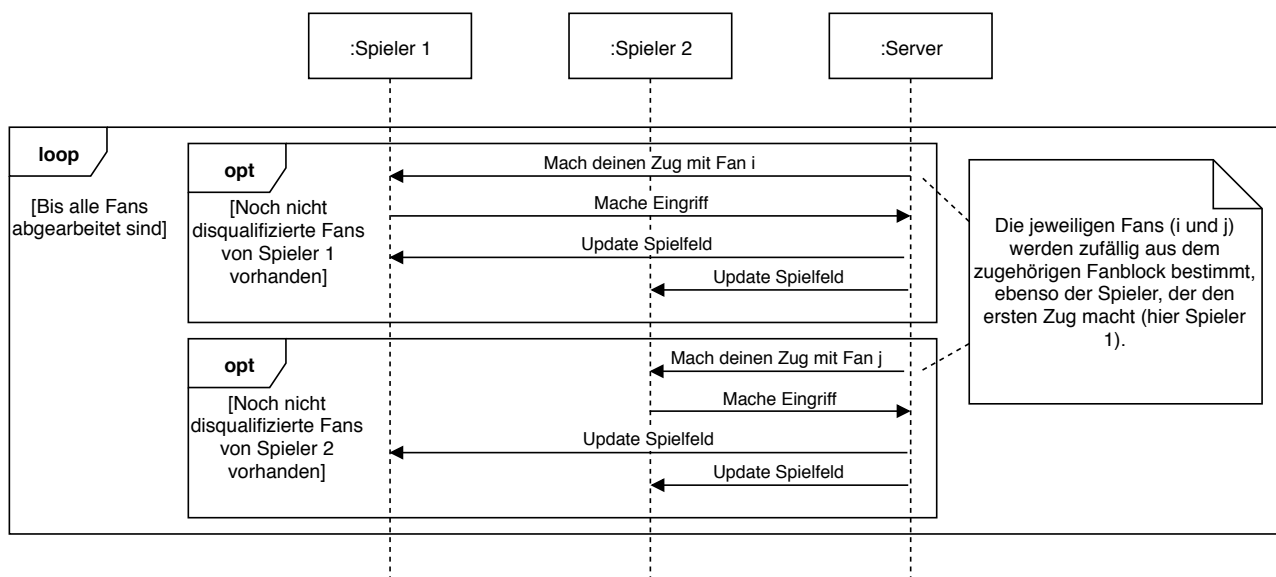 :Spieler 1
:Spieler 2
:Server
loop
[Bis alle Fans
abgearbeitet sind]
opt
[Noch nicht
disqualifizierte Fans
von Spieler 1
vorhanden]
Mach deinen Zug mit Fan i
Mache Eingriff
Update Spielfeld
Update Spielfeld
Die jeweiligen Fans (i und j)
werden zufällig aus dem
zugehörigen Fanblock bestimmt,
ebenso der Spieler, der den
ersten Zug macht (hier Spieler
1).
opt
[Noch nicht
disqualifizierte Fans
von Spieler 2
vorhanden]
Mach deinen Zug mit Fan j
Mache Eingriff
Update Spielfeld
Update Spielfeld